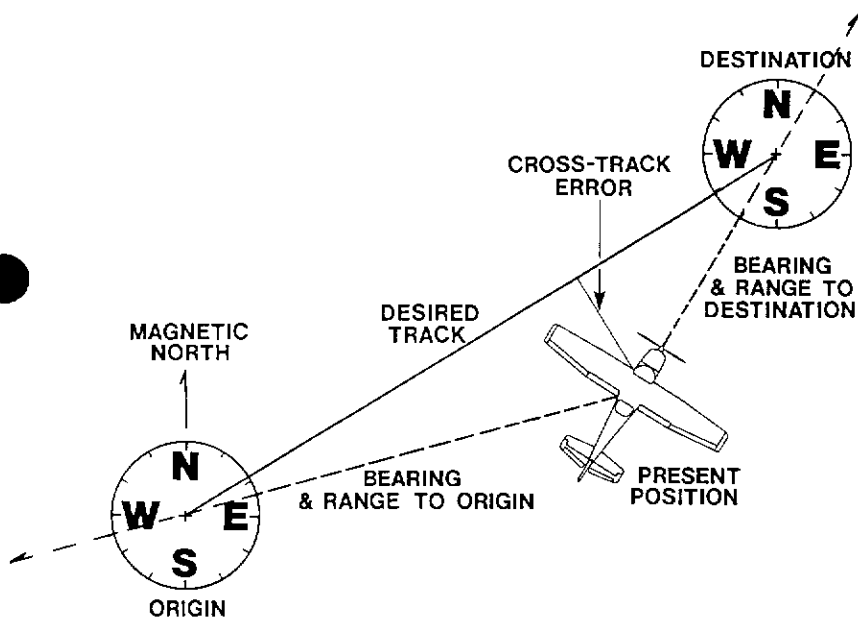 DESTINATION
N
W E
S
CROSS-TRACK
ERROR
BEARING
& RANGE TO
DESTINATION
DESIRED
TRACK
MAGNETIC
NORTH
N
W E
S
ORIGIN
BEARING
& RANGE TO ORIGIN
PRESENT
POSITION